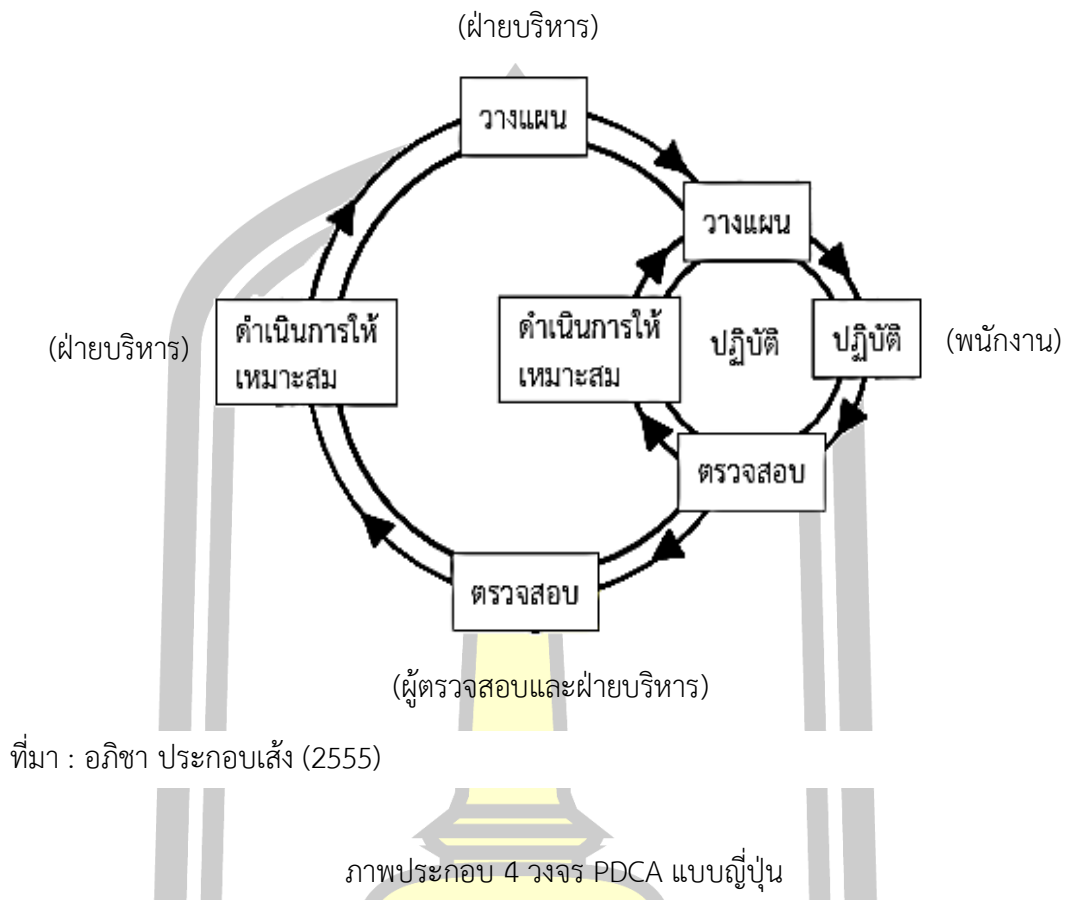 (ฝ่ายบริหาร)
วางแผน
วางแผน
(ฝ่ายบริหาร)
ดำเนินการให้
เหมาะสม
ดำเนินการให้
เหมาะสม
ปฏิบัติ
ปฏิบัติ
(พนักงาน)
ตรวจสอบ
ตรวจสอบ
(ผู้ตรวจสอบและฝ่ายบริหาร)
ที่มา : อภิชา ประกอบเส้ง (2555)
ภาพประกอบ 4 วงจร PDCA แบบญี่ปุ่น